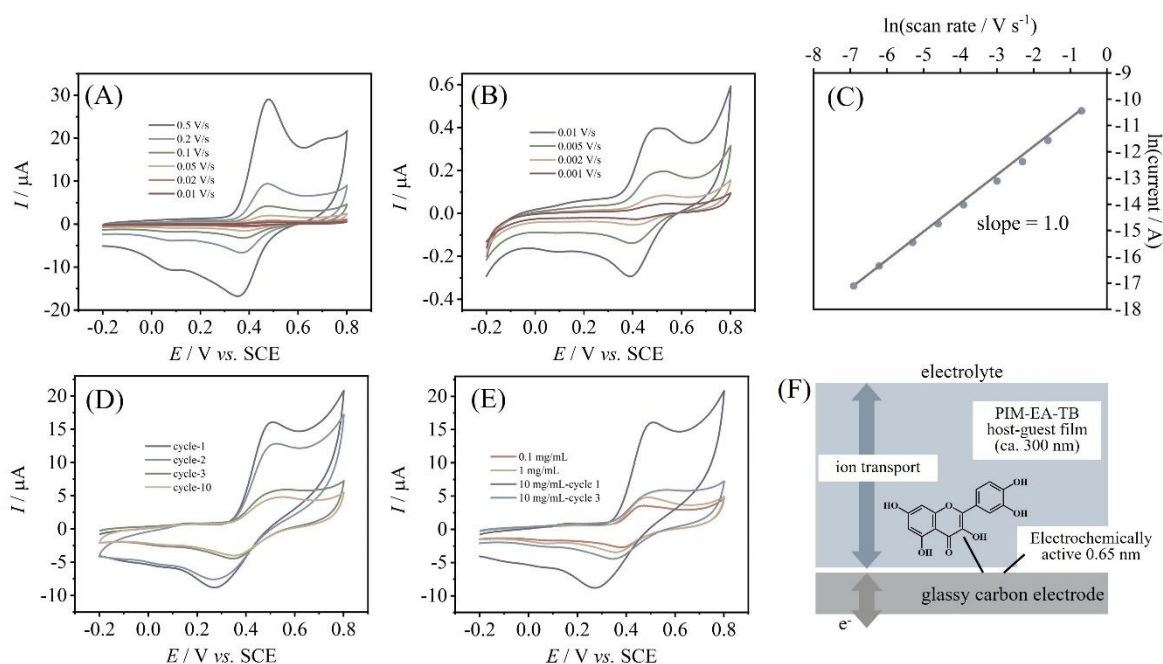 (A)
0.5 V/s
0.2 V/s
0.1 V/s
0.05 V/s
0.02 V/s
0.01 V/s
I / μA
30
20
10
0
-10
-20
-0.2 0.0 0.2 0.4 0.6 0.8
E / V vs. SCE
(B)
0.01 V/s
0.005 V/s
0.002 V/s
0.001 V/s
I / μA
0.6
0.4
0.2
0.0
-0.2
-0.4
-0.2 0.0 0.2 0.4 0.6 0.8
E / V vs. SCE
ln(scan rate / V s-1)
-8 -7 -6 -5 -4 -3 -2 -1 0
(C)
slope = 1.0
-9
-10
-11
-12
-13
-14
-15
-16
-17
-18
ln(current / A)
(D)
cycle-1
cycle-2
cycle-3
cycle-10
I / μA
20
15
10
5
0
-5
-10
-0.2 0.0 0.2 0.4 0.6 0.8
E / V vs. SCE
(E)
0.1 mg/mL
1 mg/mL
10 mg/mL-cycle 1
10 mg/mL-cycle 3
I / μA
20
15
10
5
0
-5
-10
-0.2 0.0 0.2 0.4 0.6 0.8
E / V vs. SCE
(F)
electrolyte
PIM-EA-TB
host-guest film
(ca. 300 nm)
ion transport
HO
OH
OH
OH
OH
O
O
Electrochemically
active 0.65 nm
glassy carbon electrode
e-